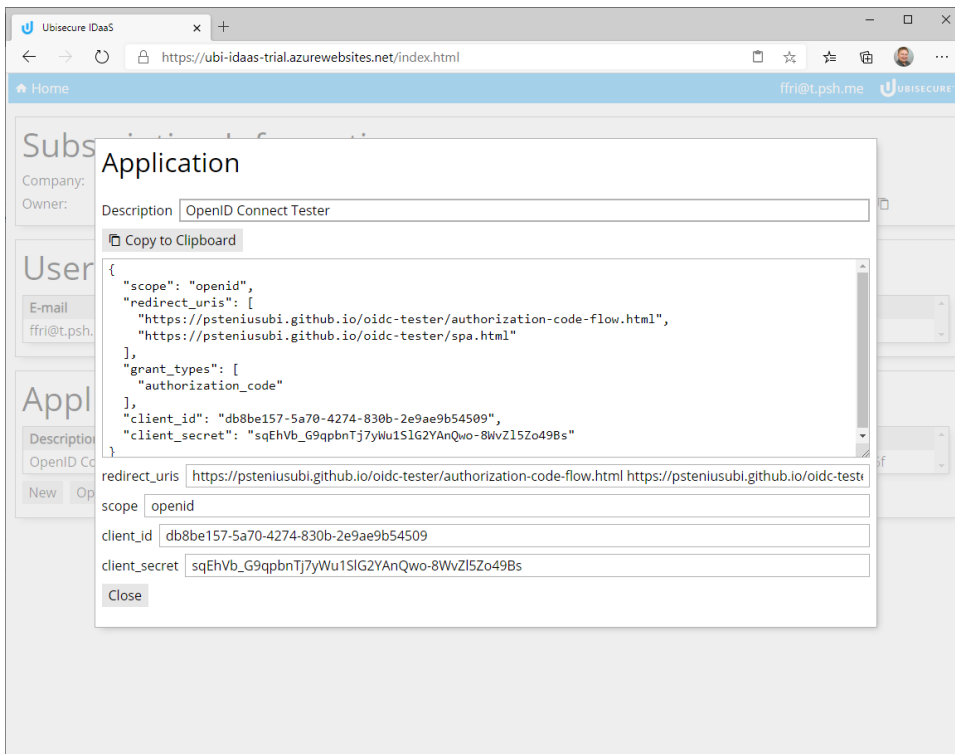 Ubisecure IDaaS
https://ubi-idaas-trial.azurewebsites.net/index.html
Home
ffri@t.psh.me
UBISECURE
Subs
Company:
Owner:
Application
Description OpenID Connect Tester
Copy to Clipboard
{
"scope": "openid",
"redirect_uris": [
"https://psteniusubi.github.io/oidc-tester/authorization-code-flow.html",
"https://psteniusubi.github.io/oidc-tester/spa.html"
],
"grant_types": [
"authorization_code"
],
"client_id": "db8be157-5a70-4274-830b-2e9ae9b54509",
"client_secret": "sqEhVb_G9qpbnTj7yWu1SlG2YAnQwo-8WvZl5Zo49Bs"
}
redirect_uris https://psteniusubi.github.io/oidc-tester/authorization-code-flow.html https://psteniusubi.github.io/oidc-teste
scope openid
client_id db8be157-5a70-4274-830b-2e9ae9b54509
client_secret sqEhVb_G9qpbnTj7yWu1SlG2YAnQwo-8WvZl5Zo49Bs
Close
User
E-mail
ffri@t.psh.
Appl
Description
OpenID Co
New Op